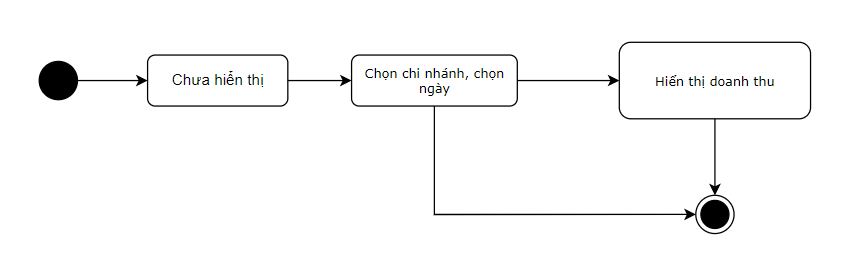 Chưa hiển thị
Chọn chi nhánh, chọn
ngày
Hiển thị doanh thu